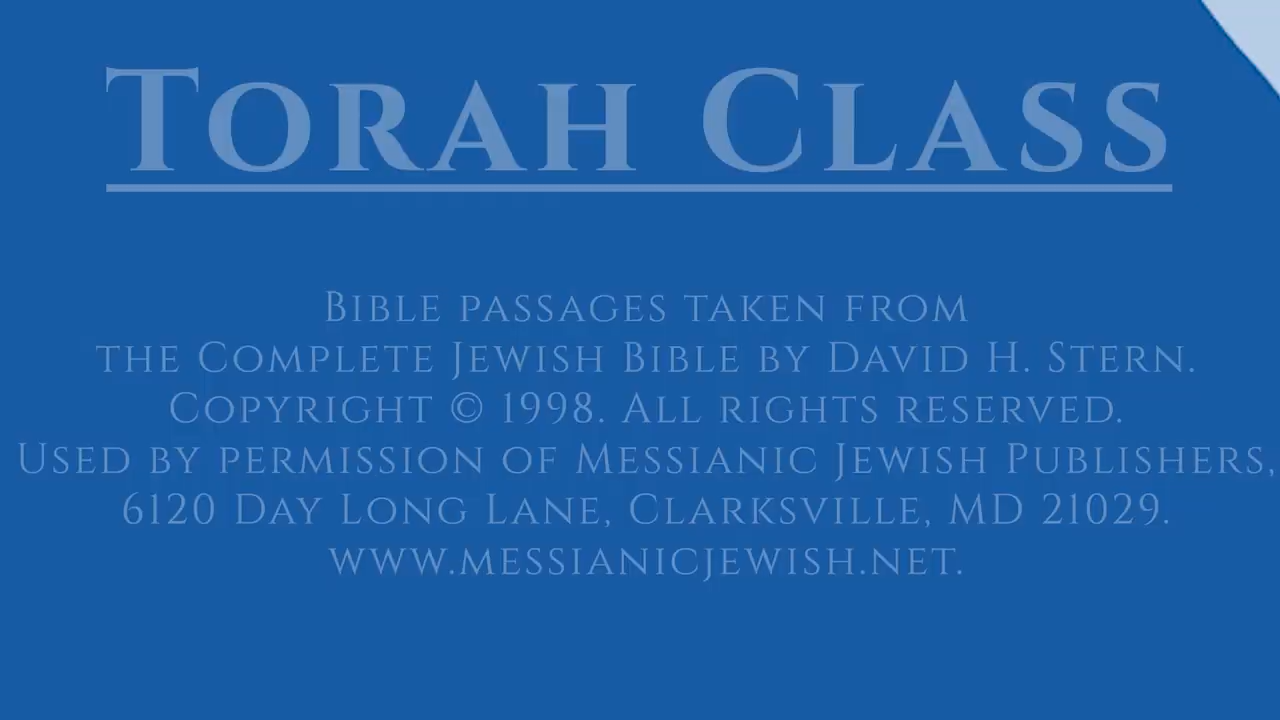 Torah Class
Bible passages taken from
the Complete Jewish Bible by David H. Stern.
Copyright © 1998. All rights reserved.
Used by permission of Messianic Jewish Publishers,
6120 Day Long Lane, Clarksville, MD 21029.
www.messianicjewish.net.